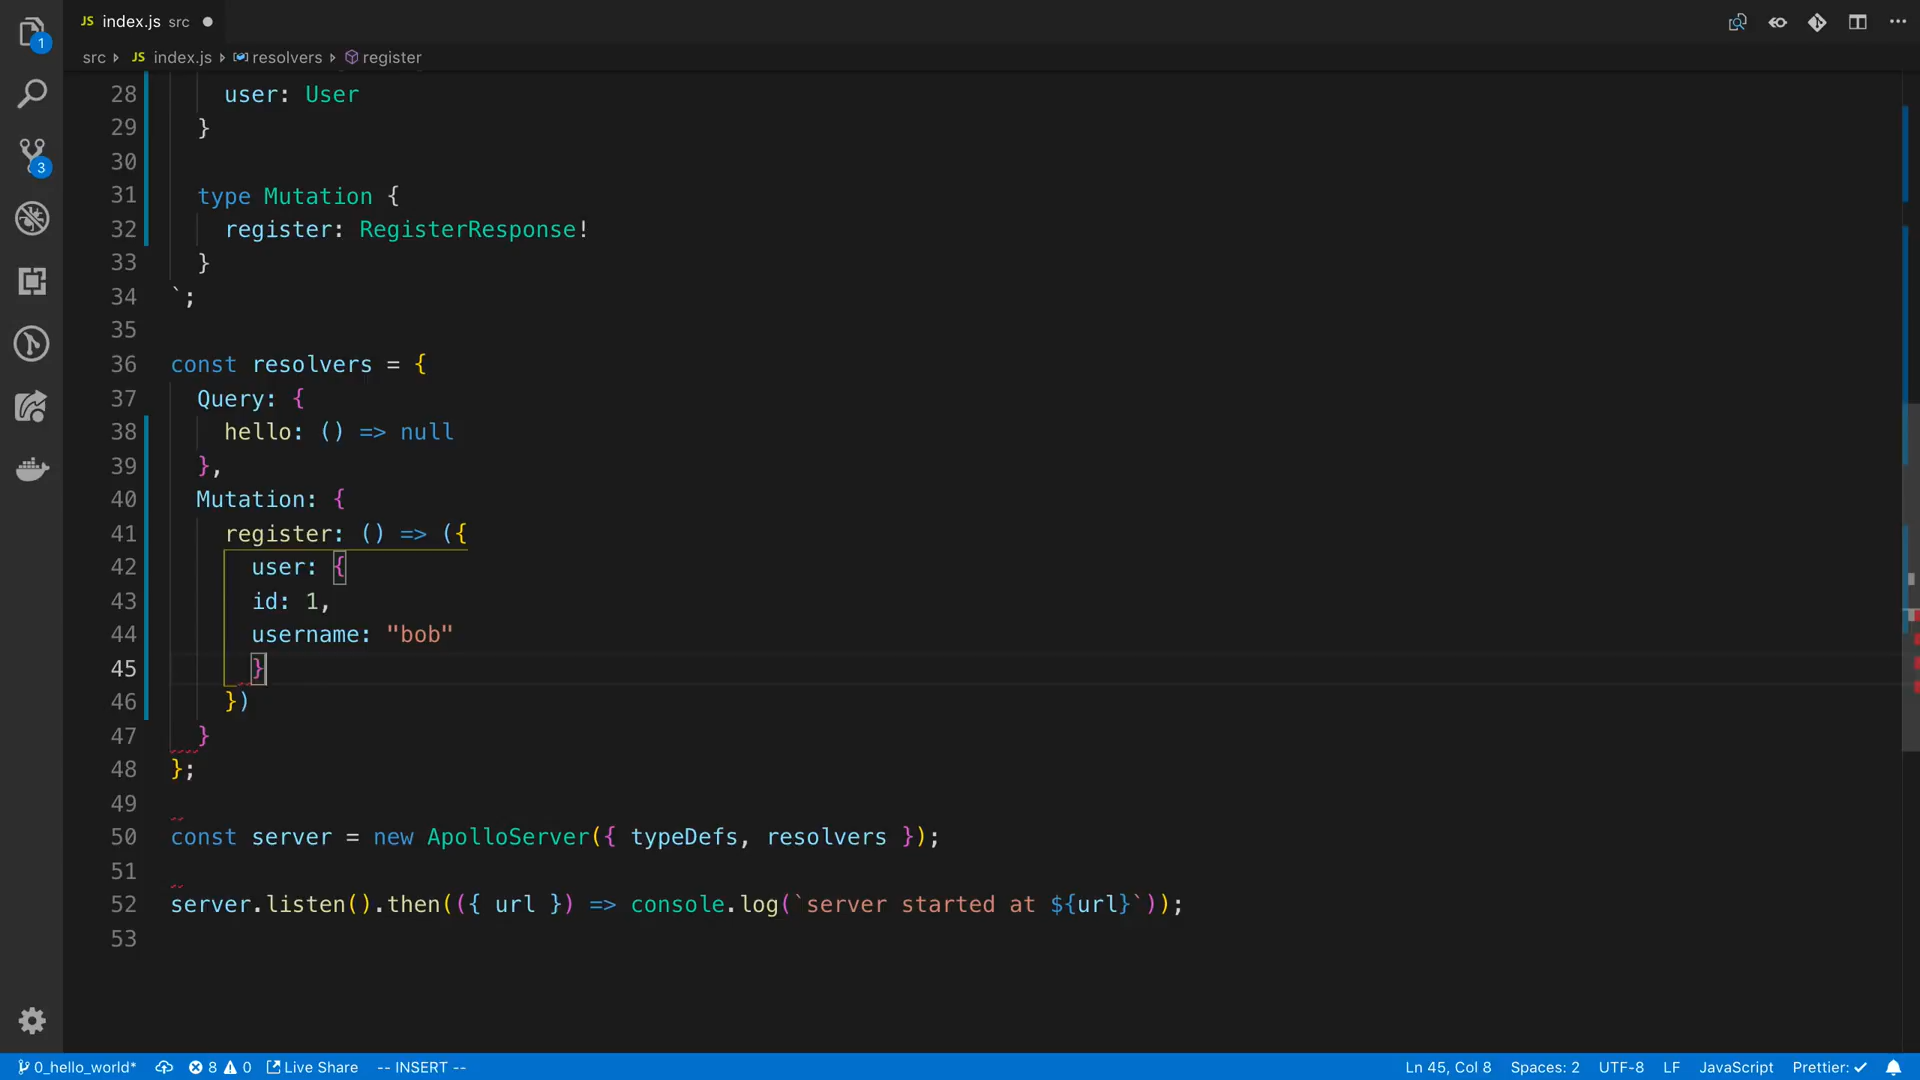 JS index.js src
src JS index.js resolvers register
1
3
28 user: User
29 }
30
31 type Mutation {
32 register: RegisterResponse!
33 }
34 `;
35
36 const resolvers = {
37 Query: {
38 hello: () => null
39 },
40 Mutation: {
41 register: () => ({
42 user: {
43 id: 1,
44 username: "bob"
45 }
46 })
47 }
48 };
49
50 const server = new ApolloServer({ typeDefs, resolvers });
51
52 server.listen().then(({ url }) => console.log(`server started at ${url}`));
53
0_hello_world* 8 0 Live Share -- INSERT -- Ln 45, Col 8 Spaces: 2 UTF-8 LF JavaScript Prettier: ✓